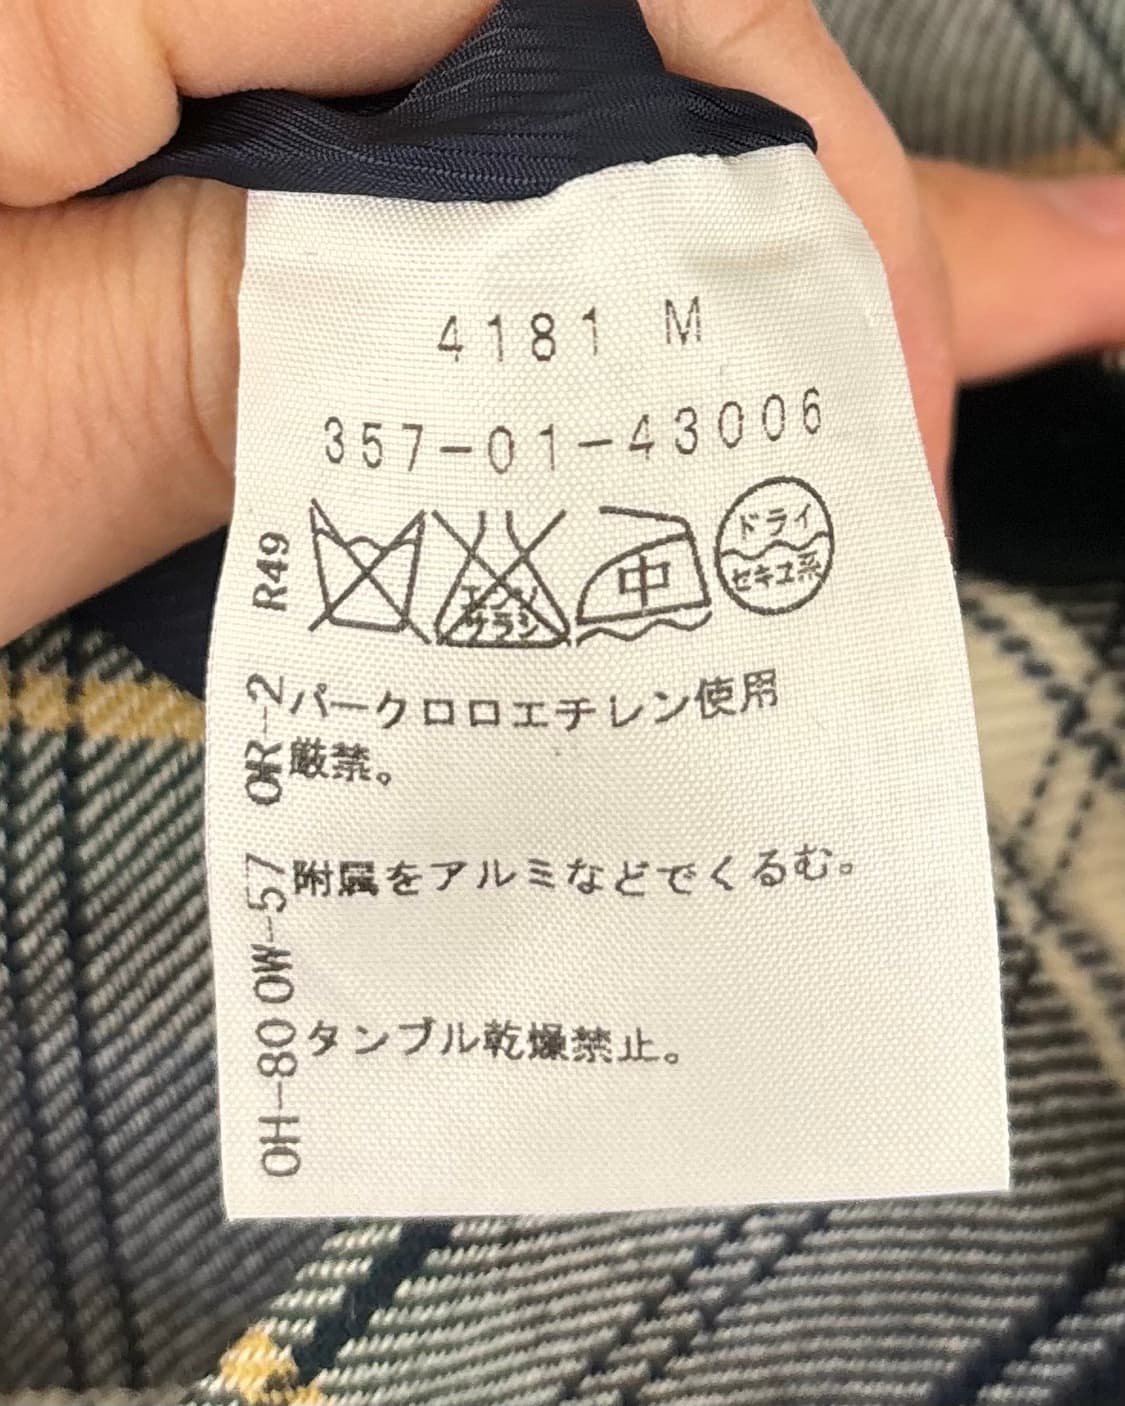 4181 M
357-01-43006
エンソ
サラシ
中
ドライ
セキユ系
パークロロエチレン使用
厳禁。
附属をアルミなどでくるむ。
タンブル乾燥禁止。
OH-80 OW-57 OR-2 R49